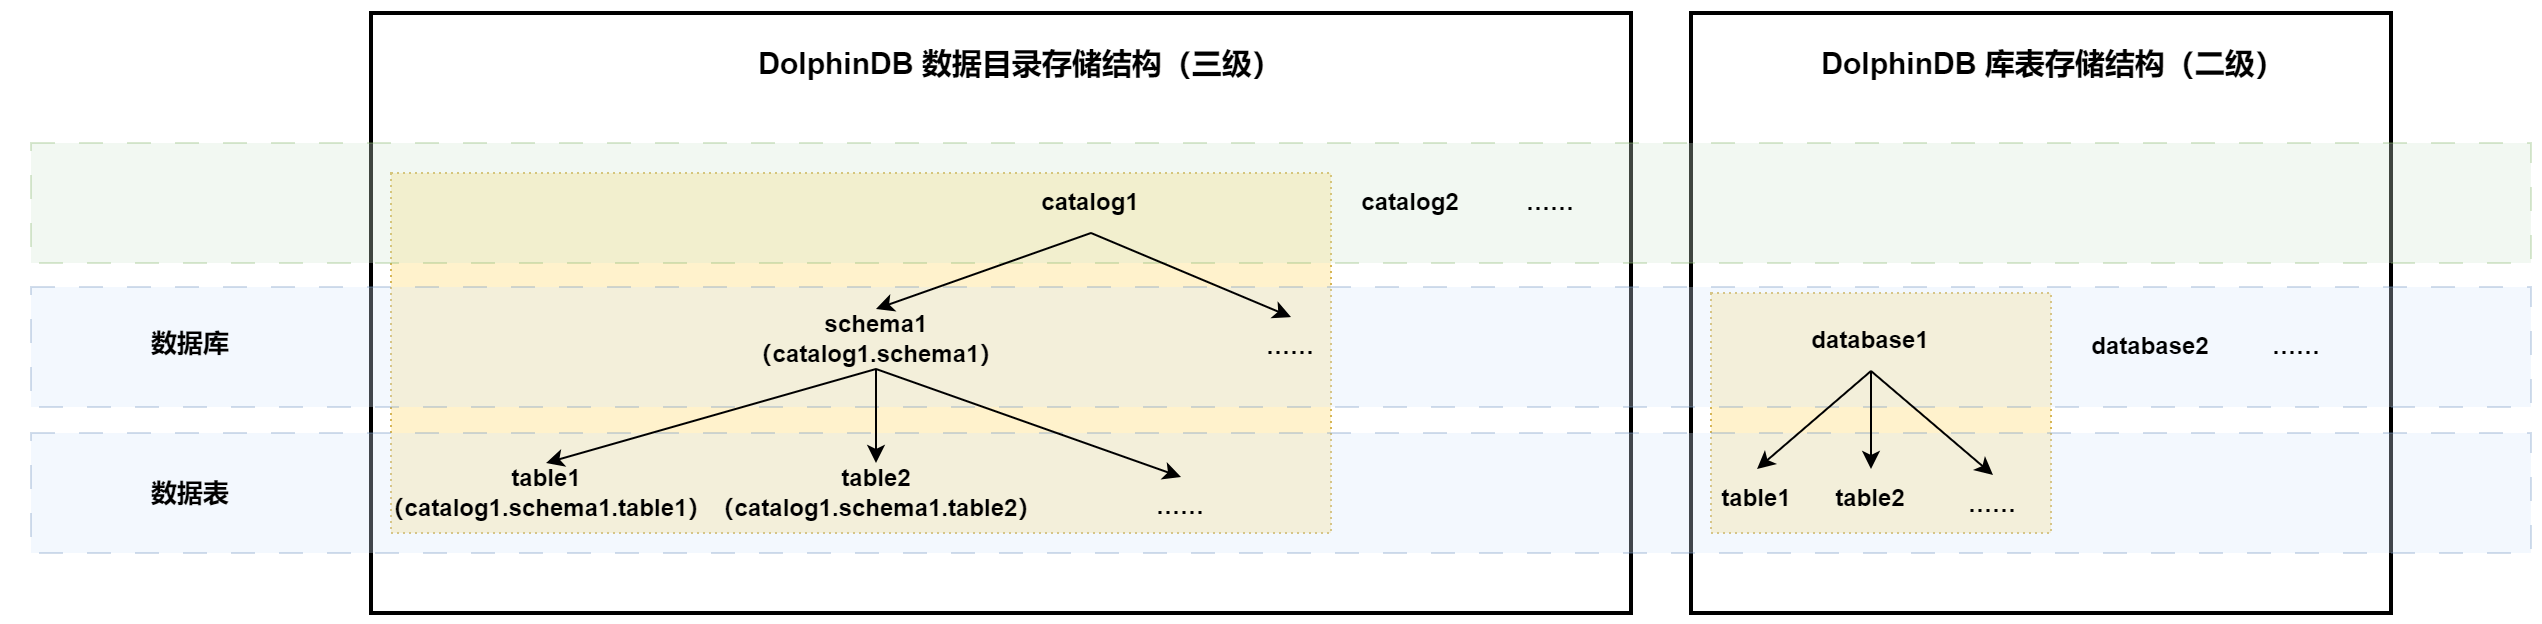 DolphinDB 数据目录存储结构（三级）
DolphinDB 库表存储结构（二级）
catalog1
catalog2
……
数据库
schema1
（catalog1.schema1）
……
database1
database2
……
数据表
table1
（catalog1.schema1.table1）
table2
（catalog1.schema1.table2）
……
table1
table2
……